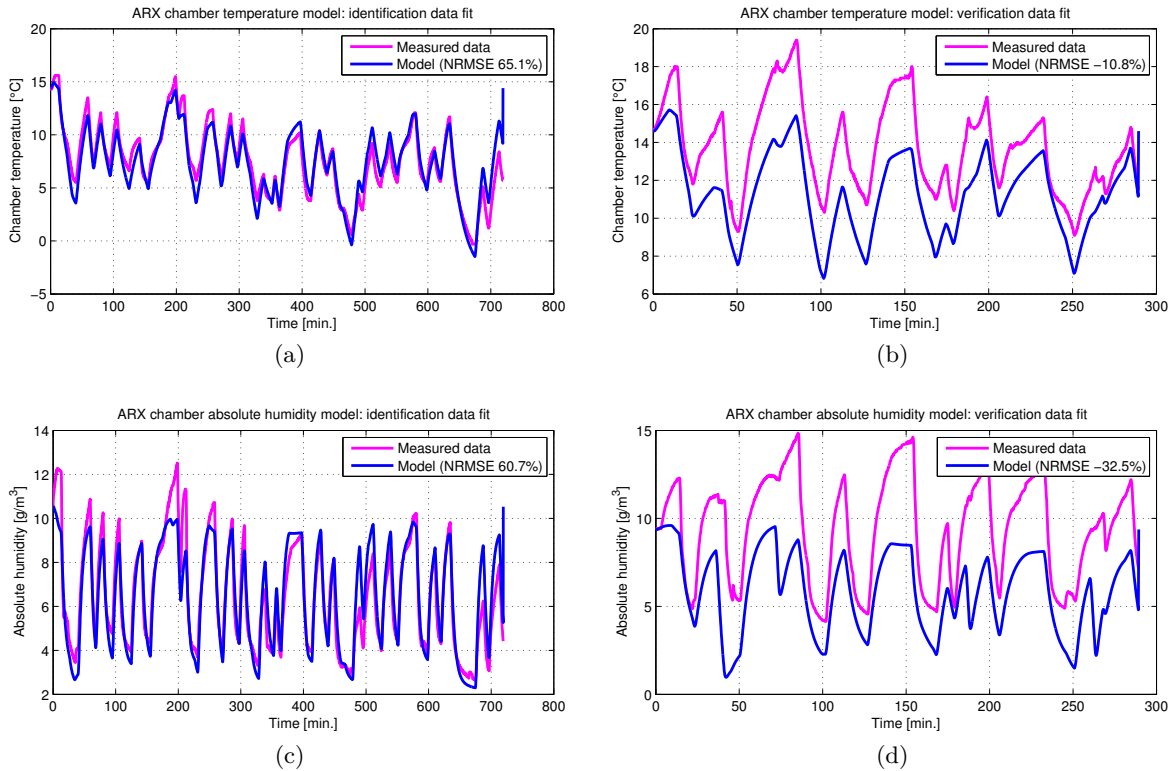 ARX chamber temperature model: identification data fit
Chamber temperature [°C]
20
15
10
5
0
−5
Measured data
Model (NRMSE 65.1%)
0 100 200 300 400 500 600 700 800
Time [min.]
(a)
ARX chamber temperature model: verification data fit
Chamber temperature [°C]
20
18
16
14
12
10
8
6
Measured data
Model (NRMSE −10.8%)
0 50 100 150 200 250 300
Time [min.]
(b)
ARX chamber absolute humidity model: identification data fit
Absolute humidity [g/m³]
14
12
10
8
6
4
2
Measured data
Model (NRMSE 60.7%)
0 100 200 300 400 500 600 700 800
Time [min.]
(c)
ARX chamber absolute humidity model: verification data fit
Absolute humidity [g/m³]
15
10
5
0
Measured data
Model (NRMSE −32.5%)
0 50 100 150 200 250 300
Time [min.]
(d)